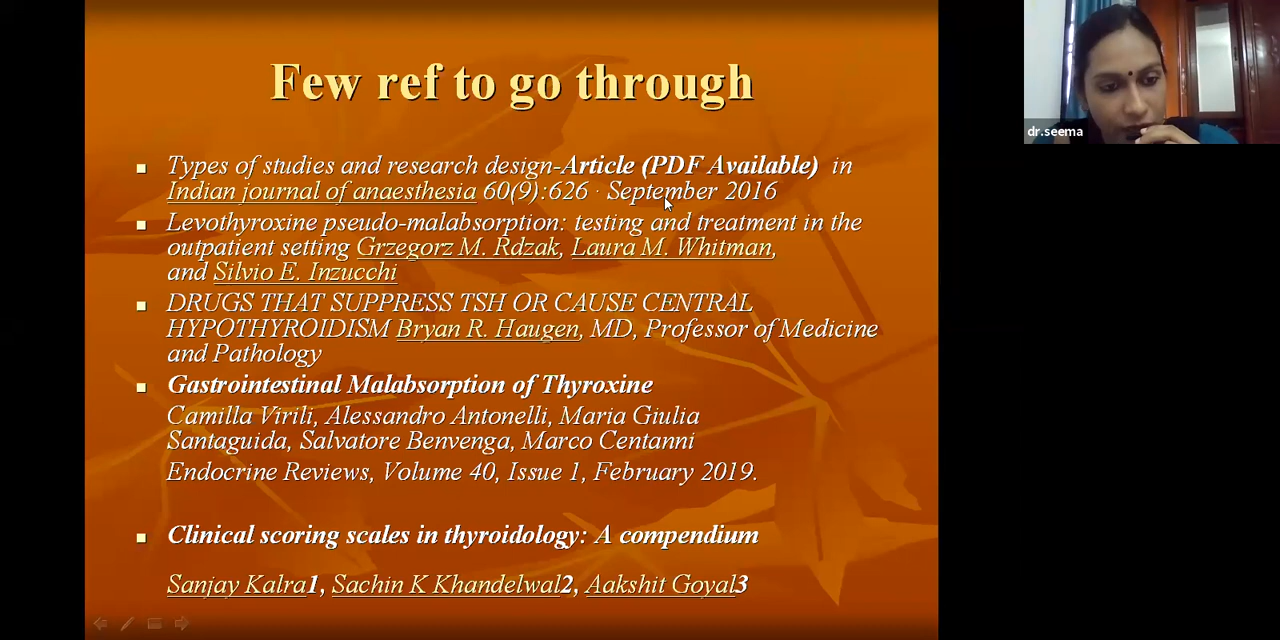 Few ref to go through
Types of studies and research design-Article (PDF Available) in
Indian journal of anaesthesia 60(9):626 · September 2016
Levothyroxine pseudo-malabsorption: testing and treatment in the
outpatient setting Grzegorz M. Rdzak, Laura M. Whitman,
and Silvio E. Inzucchi
DRUGS THAT SUPPRESS TSH OR CAUSE CENTRAL
HYPOTHYROIDISM Bryan R. Haugen, MD, Professor of Medicine
and Pathology
Gastrointestinal Malabsorption of Thyroxine
Camilla Virili, Alessandro Antonelli, Maria Giulia
Santaguida, Salvatore Benvenga, Marco Centanni
Endocrine Reviews, Volume 40, Issue 1, February 2019.
Clinical scoring scales in thyroidology: A compendium
Sanjay Kalra1, Sachin K Khandelwal2, Aakshit Goyal3
dr.seema